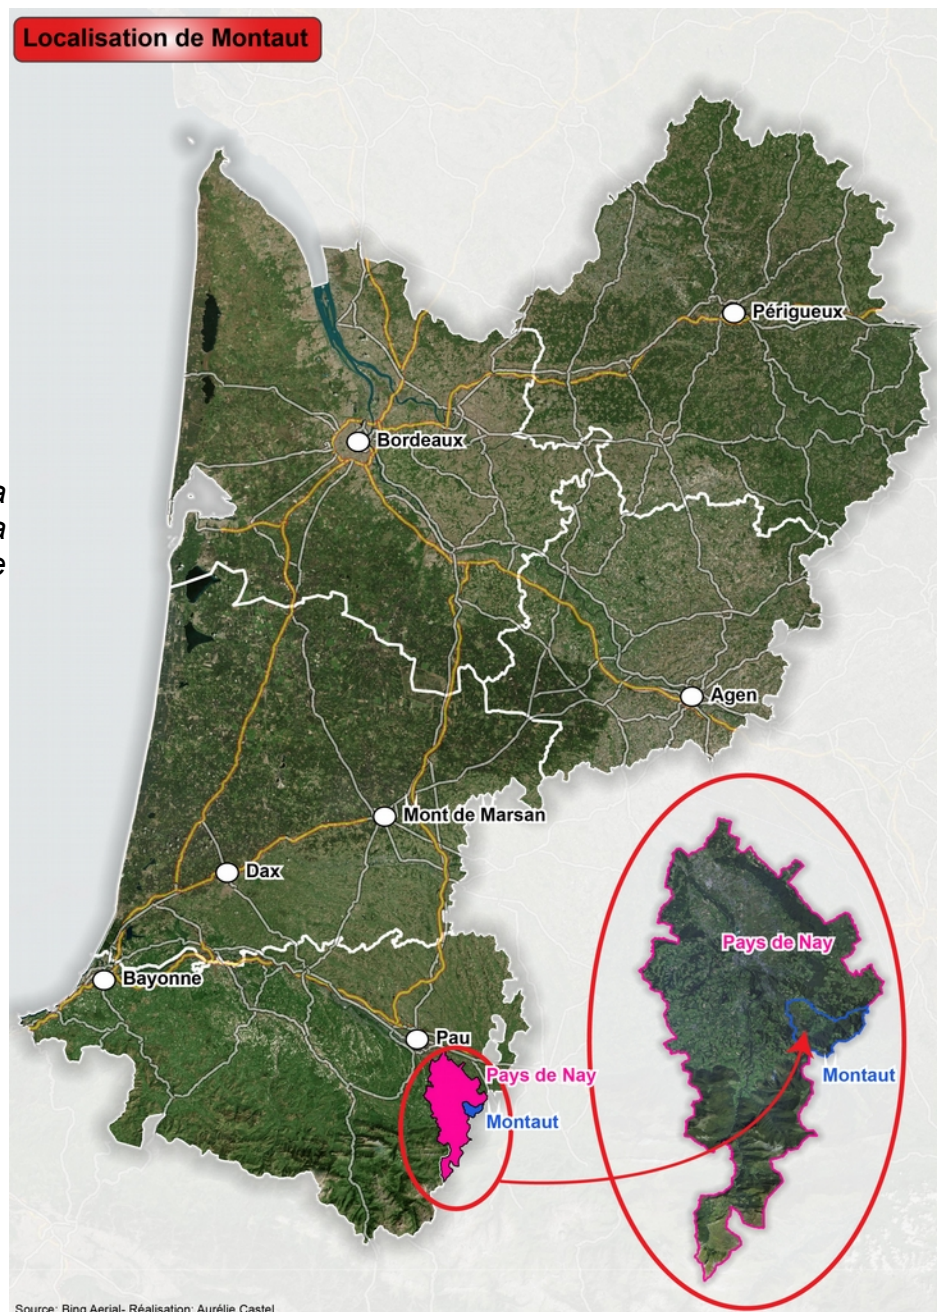 Localisation de Montaut
Périgueux
Bordeaux
a
a
e
Agen
Mont de Marsan
Dax
Pays de Nay
Bayonne
Pau
Pays de Nay
Montaut
Montaut
Source: Bing Aerial- Réalisation: Aurélie Castel